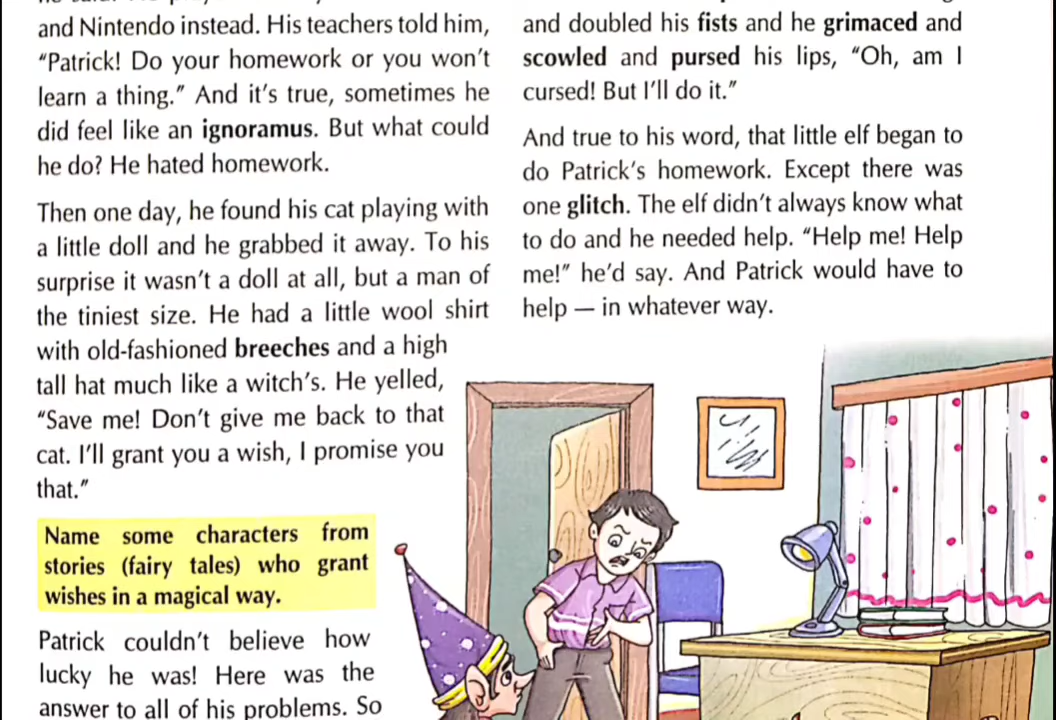 and Nintendo instead. His teachers told him,
“Patrick! Do your homework or you won’t
learn a thing.” And it’s true, sometimes he
did feel like an ignoramus. But what could
he do? He hated homework.
Then one day, he found his cat playing with
a little doll and he grabbed it away. To his
surprise it wasn’t a doll at all, but a man of
the tiniest size. He had a little wool shirt
with old-fashioned breeches and a high
tall hat much like a witch’s. He yelled,
“Save me! Don’t give me back to that
cat. I’ll grant you a wish, I promise you
that.”
Name some characters from
stories (fairy tales) who grant
wishes in a magical way.
Patrick couldn’t believe how
lucky he was! Here was the
answer to all of his problems. So
and doubled his fists and he grimaced and
scowled and pursed his lips, “Oh, am I
cursed! But I’ll do it.”
And true to his word, that little elf began to
do Patrick’s homework. Except there was
one glitch. The elf didn’t always know what
to do and he needed help. “Help me! Help
me!” he’d say. And Patrick would have to
help — in whatever way.